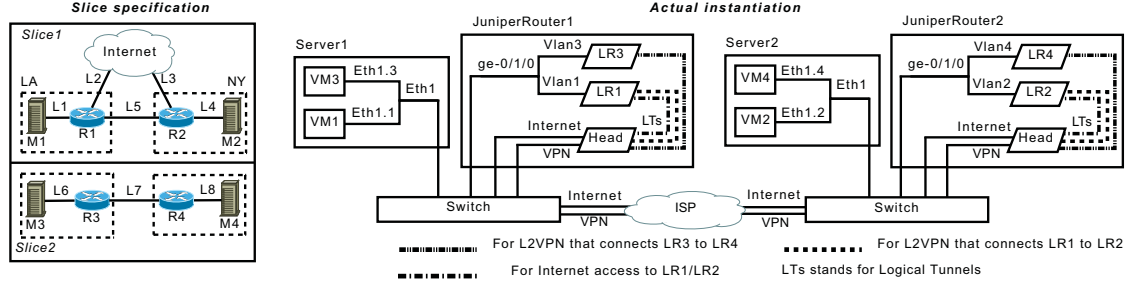 Slice specification
Slice1
Internet
LA
L2
L3
NY
L1
L5
L4
R1
R2
M1
M2
L6
L7
L8
R3
R4
M3
M4
Slice2
Actual instantiation
Server1
VM3
Eth1.3
Eth1
VM1
Eth1.1
JuniperRouter1
Vlan3
LR3
ge-0/1/0
Vlan1
LR1
LTs
Internet
Head
VPN
Server2
VM4
Eth1.4
Eth1
VM2
Eth1.2
JuniperRouter2
Vlan4
LR4
ge-0/1/0
Vlan2
LR2
LTs
Internet
Head
VPN
Switch
Internet
VPN
ISP
Internet
VPN
Switch
For L2VPN that connects LR3 to LR4
For L2VPN that connects LR1 to LR2
For Internet access to LR1/LR2
LTs stands for Logical Tunnels